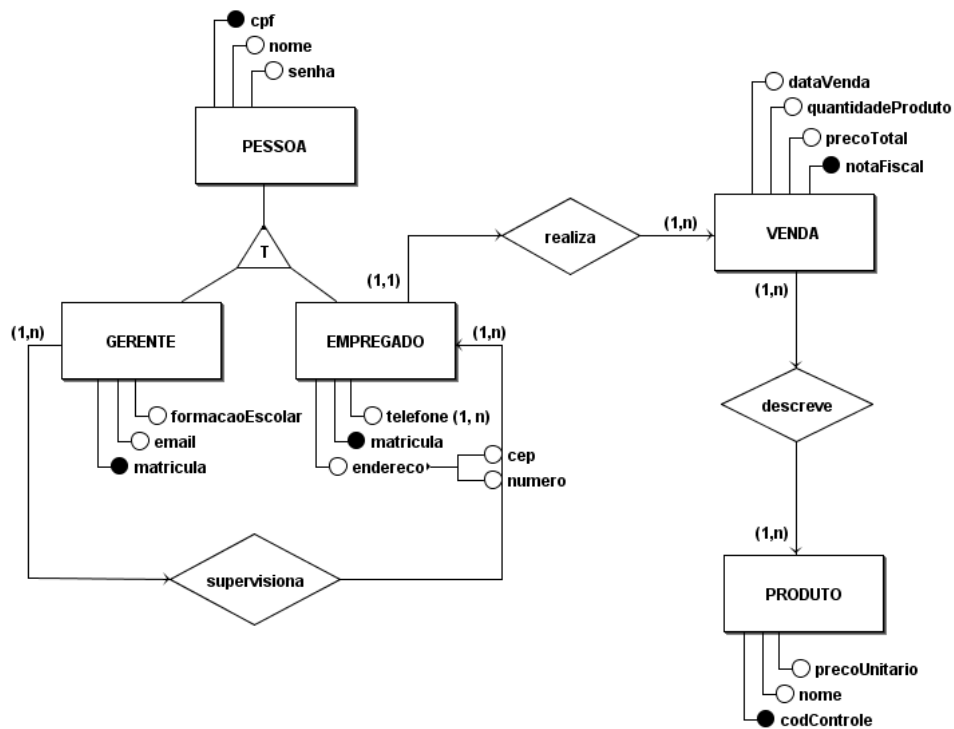 cpf
nome
senha
PESSOA
T
dataVenda
quantidadeProduto
precoTotal
notaFiscal
VENDA
realiza
(1,n)
(1,1)
(1,n)
(1,n)
(1,n)
GERENTE
EMPREGADO
formacaoEscolar
email
matricula
telefone (1, n)
matricula
endereco
cep
numero
descreve
supervisiona
(1,n)
PRODUTO
precoUnitario
nome
codControle